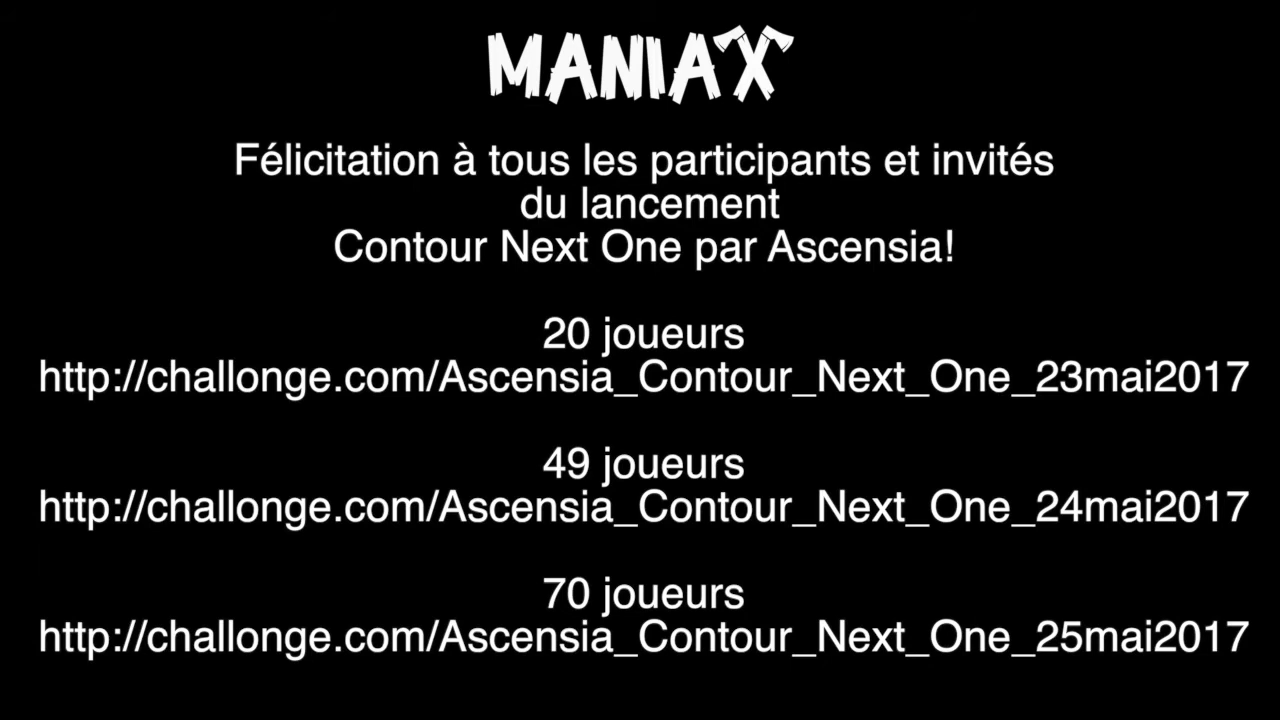 MANIAX
Félicitation à tous les participants et invités
du lancement
Contour Next One par Ascensia!
20 joueurs
http://challonge.com/Ascensia_Contour_Next_One_23mai2017
49 joueurs
http://challonge.com/Ascensia_Contour_Next_One_24mai2017
70 joueurs
http://challonge.com/Ascensia_Contour_Next_One_25mai2017